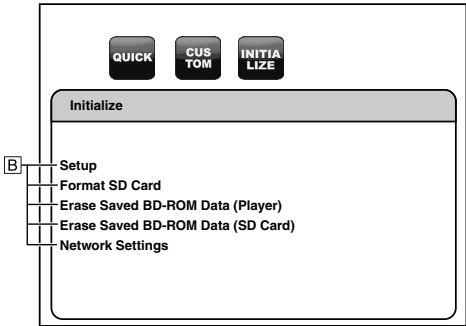 QUICK
CUS
TOM
INITIA
LIZE
Initialize
B
Setup
Format SD Card
Erase Saved BD-ROM Data (Player)
Erase Saved BD-ROM Data (SD Card)
Network Settings